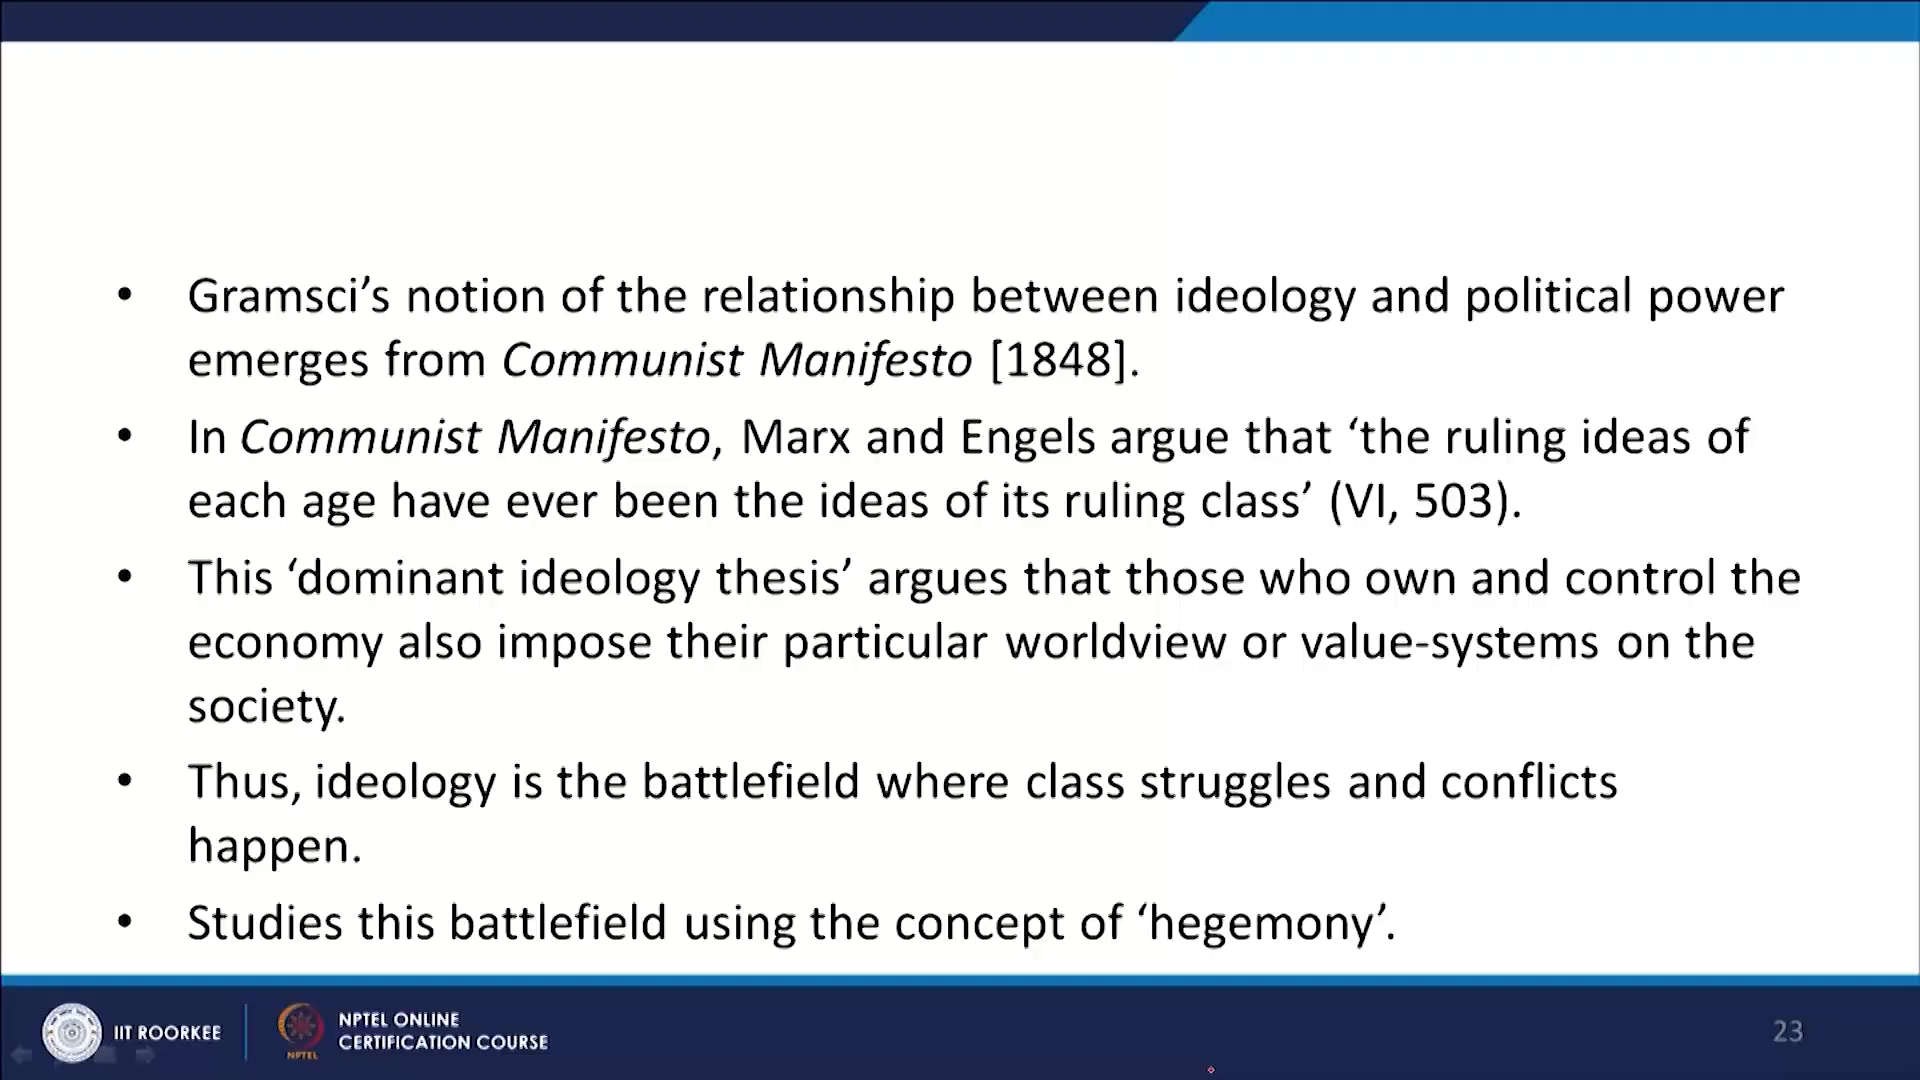 • Gramsci’s notion of the relationship between ideology and political power
emerges from Communist Manifesto [1848].
• In Communist Manifesto, Marx and Engels argue that ‘the ruling ideas of
each age have ever been the ideas of its ruling class’ (VI, 503).
• This ‘dominant ideology thesis’ argues that those who own and control the
economy also impose their particular worldview or value-systems on the
society.
• Thus, ideology is the battlefield where class struggles and conflicts
happen.
• Studies this battlefield using the concept of ‘hegemony’.
IIT ROORKEE
NPTEL
NPTEL ONLINE
CERTIFICATION COURSE
23